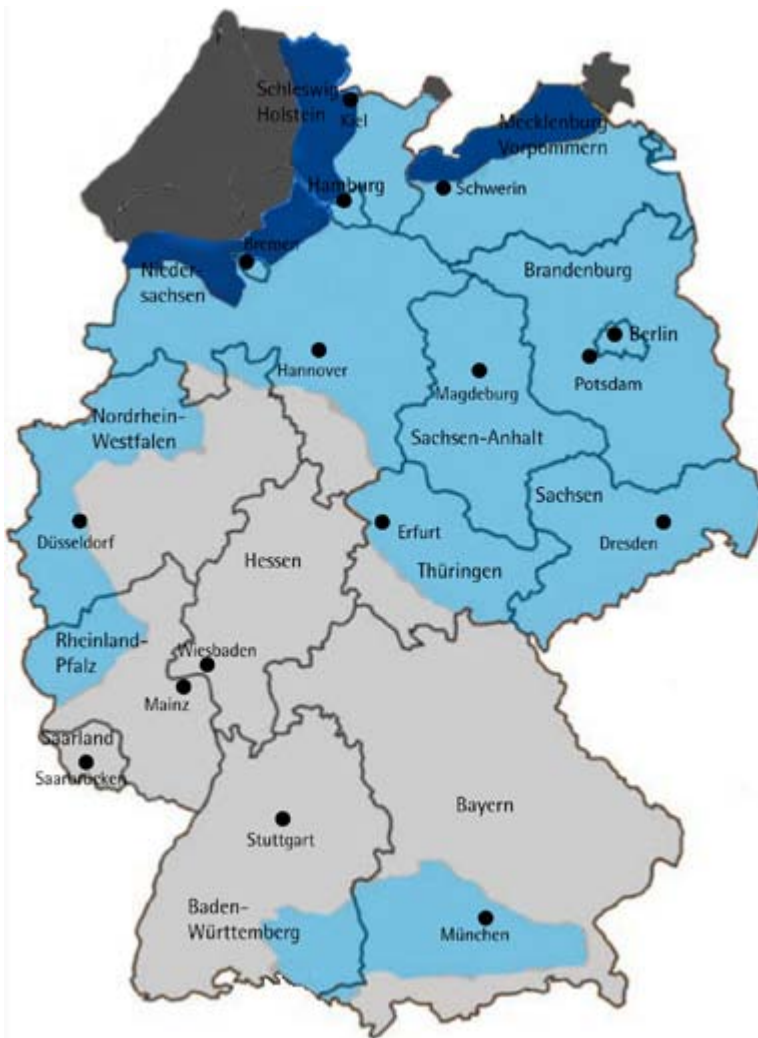 Schleswig
Holstein
Kiel
Mecklenburg
Vorpommern
Hamburg
Schwerin
Bremen
Nieder-
sachsen
Brandenburg
Berlin
Hannover
Potsdam
Magdeburg
Nordrhein-
Westfalen
Sachsen-Anhalt
Sachsen
Düsseldorf
Erfurt
Dresden
Hessen
Thüringen
Rheinland-
Pfalz
Wiesbaden
Mainz
Saarland
Saarbrücken
Bayern
Stuttgart
Baden-
Württemberg
München